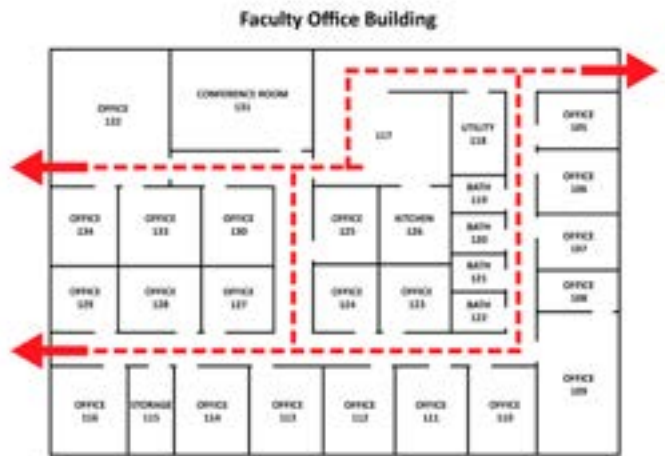 Faculty Office Building
OFFICE
132
CONFERENCE ROOM
131
117
UTILITY
118
OFFICE
105
OFFICE
106
OFFICE
107
OFFICE
108
OFFICE
109
BATH
119
BATH
120
BATH
121
BATH
122
OFFICE
134
OFFICE
133
OFFICE
130
OFFICE
125
KITCHEN
126
OFFICE
129
OFFICE
128
OFFICE
127
OFFICE
124
OFFICE
123
OFFICE
116
STORAGE
115
OFFICE
114
OFFICE
113
OFFICE
112
OFFICE
111
OFFICE
110